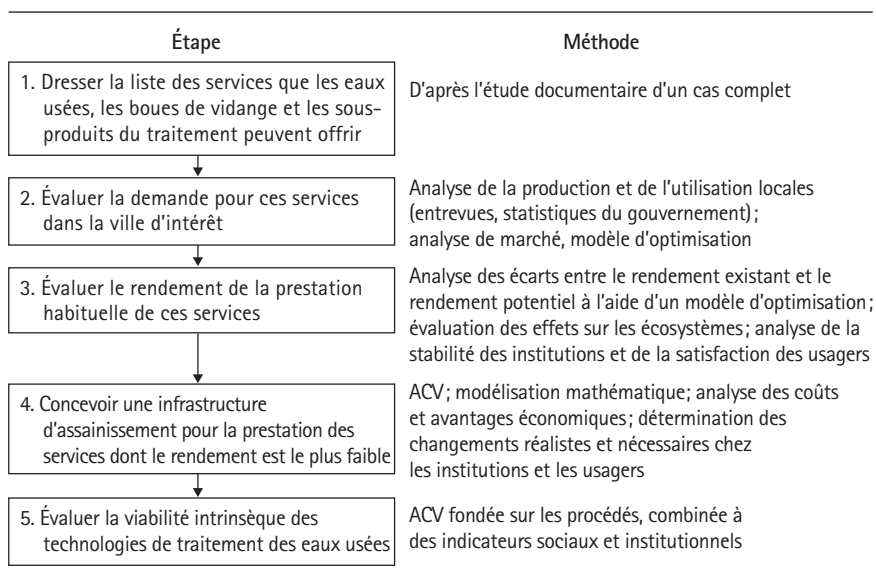 Étape
Méthode
1. Dresser la liste des services que les eaux
usées, les boues de vidange et les sous-
produits du traitement peuvent offrir
D'après l'étude documentaire d'un cas complet
2. Évaluer la demande pour ces services
dans la ville d'intérêt
Analyse de la production et de l'utilisation locales
(entrevues, statistiques du gouvernement) ;
analyse de marché, modèle d'optimisation
3. Évaluer le rendement de la prestation
habituelle de ces services
Analyse des écarts entre le rendement existant et le
rendement potentiel à l'aide d'un modèle d'optimisation ;
évaluation des effets sur les écosystèmes ; analyse de la
stabilité des institutions et de la satisfaction des usagers
4. Concevoir une infrastructure
d'assainissement pour la prestation des
services dont le rendement est le plus faible
ACV ; modélisation mathématique ; analyse des coûts
et avantages économiques ; détermination des
changements réalistes et nécessaires chez
les institutions et les usagers
5. Évaluer la viabilité intrinsèque des
technologies de traitement des eaux usées
ACV fondée sur les procédés, combinée à
des indicateurs sociaux et institutionnels